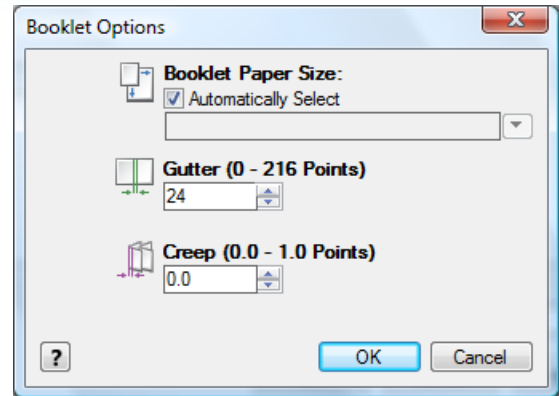 Booklet Options
Booklet Paper Size:
Automatically Select
Gutter (0 - 216 Points)
24
Creep (0.0 - 1.0 Points)
0.0
?
OK
Cancel